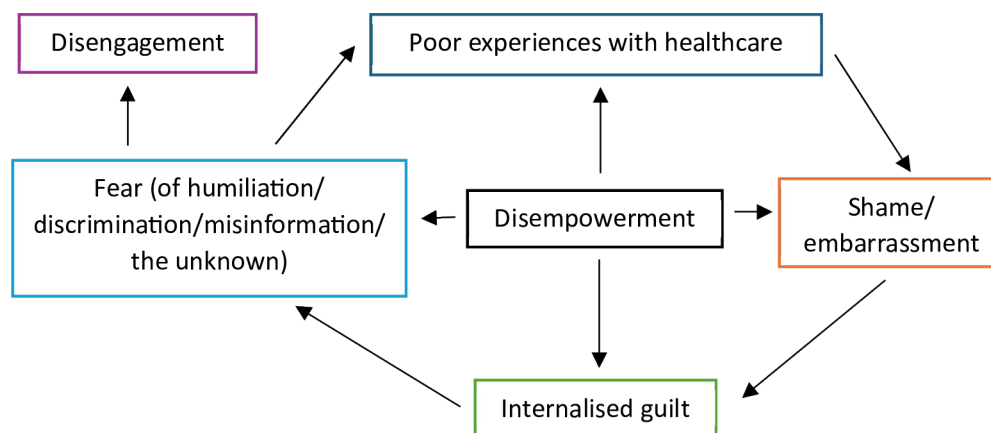 Disengagement
Poor experiences with healthcare
Fear (of humiliation/
discrimination/misinformation/
the unknown)
Disempowerment
Shame/
embarrassment
Internalised guilt